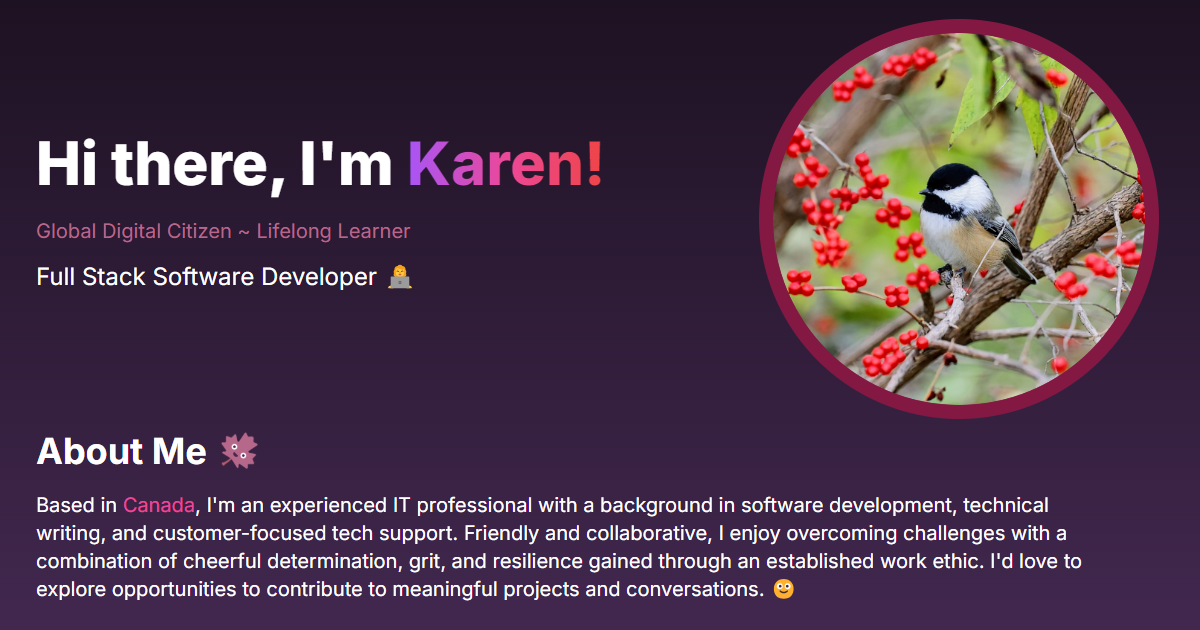 Hi there, I'm Karen!
Global Digital Citizen ~ Lifelong Learner
Full Stack Software Developer 🧑‍💻
About Me 🍁
Based in Canada, I'm an experienced IT professional with a background in software development, technical
writing, and customer-focused tech support. Friendly and collaborative, I enjoy overcoming challenges with a
combination of cheerful determination, grit, and resilience gained through an established work ethic. I'd love to
explore opportunities to contribute to meaningful projects and conversations. 🙂